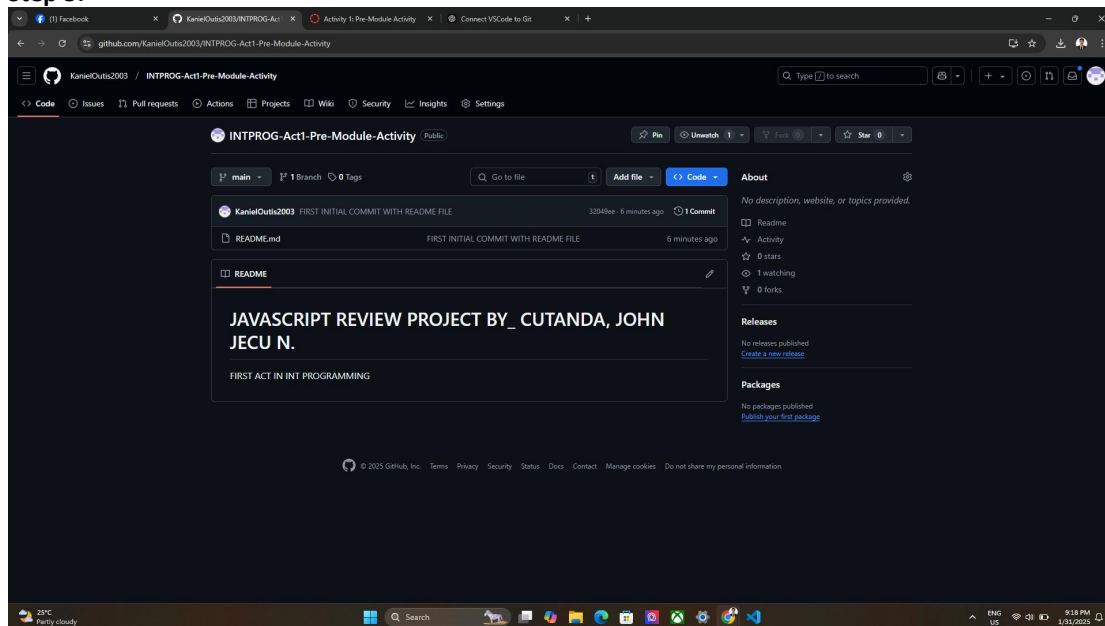 (1) Facebook
KanielOutis2003/INTPROG-Act1
Activity 1: Pre-Module Activity
Connect VSCode to Git
github.com/KanielOutis2003/INTPROG-Act1-Pre-Module-Activity
KanielOutis2003 / INTPROG-Act1-Pre-Module-Activity
Type / to search
Code Issues Pull requests Actions Projects Wiki Security Insights Settings
INTPROG-Act1-Pre-Module-Activity Public
Pin Unwatch 1 Fork 0 Star 0
main 1 Branch 0 Tags Go to file t Add file Code
KanielOutis2003 FIRST INITIAL COMMIT WITH README FILE 32049ee · 6 minutes ago 1 Commit
README.md FIRST INITIAL COMMIT WITH README FILE 6 minutes ago
README
JAVASCRIPT REVIEW PROJECT BY_ CUTANDA, JOHN
JECU N.
FIRST ACT IN INT PROGRAMMING
About
No description, website, or topics provided.
Readme
Activity
0 stars
1 watching
0 forks
Releases
No releases published
Create a new release
Packages
No packages published
Publish your first package
© 2025 GitHub, Inc. Terms Privacy Security Status Docs Contact Manage cookies Do not share my personal information
25°C
Partly cloudy
Search
ENG
US
9:18 PM
1/31/2025